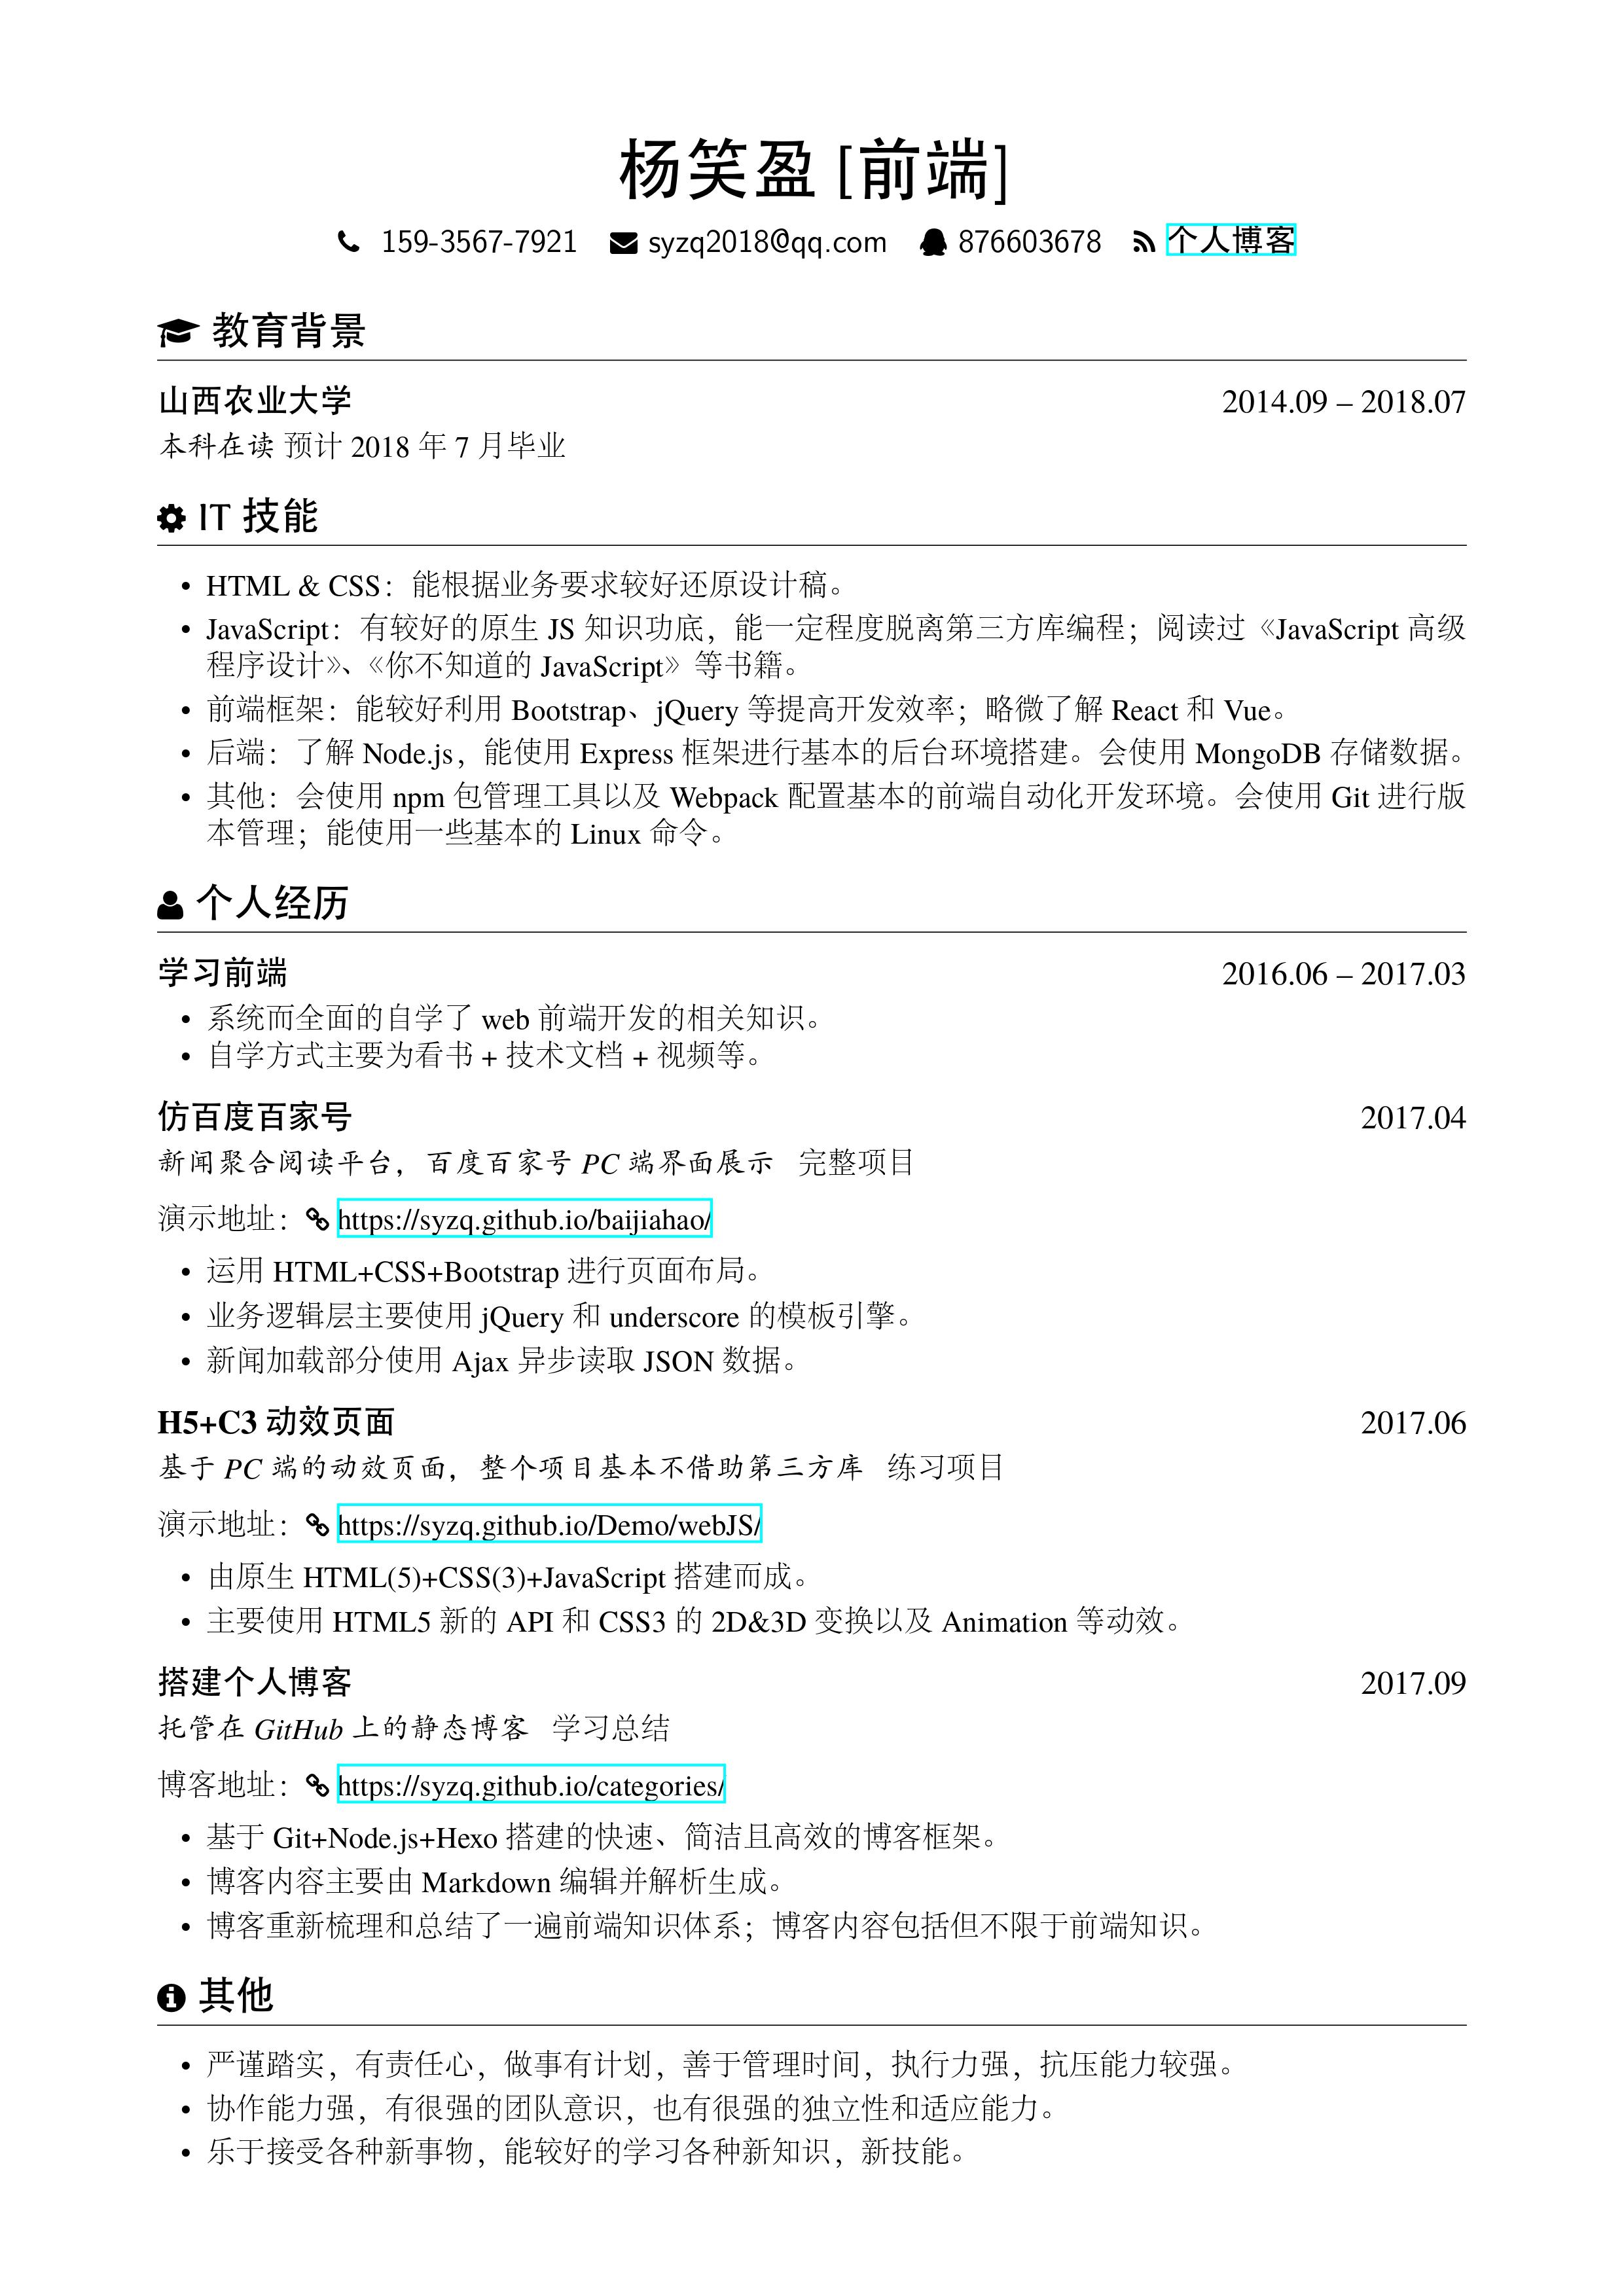 杨笑盈 [前端]
159-3567-7921 syzq2018@qq.com 876603678 个人博客
教育背景
山西农业大学 2014.09 – 2018.07
本科在读 预计 2018 年 7 月毕业
IT 技能
• HTML & CSS：能根据业务要求较好还原设计稿。
• JavaScript：有较好的原生 JS 知识功底，能一定程度脱离第三方库编程；阅读过《JavaScript 高级
程序设计》、《你不知道的 JavaScript》等书籍。
• 前端框架：能较好利用 Bootstrap、jQuery 等提高开发效率；略微了解 React 和 Vue。
• 后端：了解 Node.js，能使用 Express 框架进行基本的后台环境搭建。会使用 MongoDB 存储数据。
• 其他：会使用 npm 包管理工具以及 Webpack 配置基本的前端自动化开发环境。会使用 Git 进行版
本管理；能使用一些基本的 Linux 命令。
个人经历
学习前端 2016.06 – 2017.03
• 系统而全面的自学了 web 前端开发的相关知识。
• 自学方式主要为看书 + 技术文档 + 视频等。
仿百度百家号 2017.04
新闻聚合阅读平台，百度百家号 PC 端界面展示 完整项目
演示地址： https://syzq.github.io/baijiahao/
• 运用 HTML+CSS+Bootstrap 进行页面布局。
• 业务逻辑层主要使用 jQuery 和 underscore 的模板引擎。
• 新闻加载部分使用 Ajax 异步读取 JSON 数据。
H5+C3 动效页面 2017.06
基于 PC 端的动效页面，整个项目基本不借助第三方库 练习项目
演示地址： https://syzq.github.io/Demo/webJS/
• 由原生 HTML(5)+CSS(3)+JavaScript 搭建而成。
• 主要使用 HTML5 新的 API 和 CSS3 的 2D&3D 变换以及 Animation 等动效。
搭建个人博客 2017.09
托管在 GitHub 上的静态博客 学习总结
博客地址： https://syzq.github.io/categories/
• 基于 Git+Node.js+Hexo 搭建的快速、简洁且高效的博客框架。
• 博客内容主要由 Markdown 编辑并解析生成。
• 博客重新梳理和总结了一遍前端知识体系；博客内容包括但不限于前端知识。
其他
• 严谨踏实，有责任心，做事有计划，善于管理时间，执行力强，抗压能力较强。
• 协作能力强，有很强的团队意识，也有很强的独立性和适应能力。
• 乐于接受各种新事物，能较好的学习各种新知识，新技能。